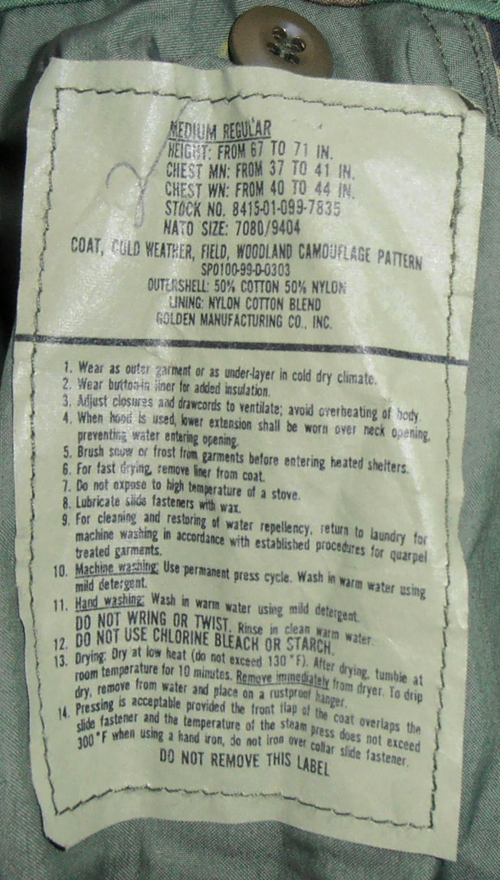 MEDIUM REGULAR
HEIGHT: FROM 67 TO 71 IN.
CHEST MN: FROM 37 TO 41 IN.
CHEST WN: FROM 40 TO 44 IN.
STOCK NO. 8415-01-099-7835
NATO SIZE: 7080/9404
COAT, COLD WEATHER, FIELD, WOODLAND CAMOUFLAGE PATTERN
SPO100-99-D-0303
OUTERSHELL: 50% COTTON 50% NYLON
LINING: NYLON COTTON BLEND
GOLDEN MANUFACTURING CO., INC.
1. Wear as outer garment or as under-layer in cold dry climate.
2. Wear button-in liner for added insulation.
3. Adjust closures and drawcords to ventilate; avoid overheating of body.
4. When hood is used, lower extension shall be worn over neck opening,
preventing water entering opening.
5. Brush snow or frost from garments before entering heated shelters.
6. For fast drying, remove liner from coat.
7. Do not expose to high temperature of a stove.
8. Lubricate slide fasteners with wax.
9. For cleaning and restoring of water repellency, return to laundry for
machine washing in accordance with established procedures for quarpel
treated garments.
10. Machine washing: Use permanent press cycle. Wash in warm water using
mild detergent.
11. Hand washing: Wash in warm water using mild detergent.
DO NOT WRING OR TWIST. Rinse in clean warm water.
12. DO NOT USE CHLORINE BLEACH OR STARCH.
13. Drying: Dry at low heat (do not exceed 130°F). After drying, tumble at
room temperature for 10 minutes. Remove immediately from dryer. To drip
dry, remove from water and place on a rustproof hanger.
14. Pressing is acceptable provided the front flap of the coat overlaps the
slide fastener and the temperature of the steam press does not exceed
300°F when using a hand iron, do not iron over collar slide fastener.
DO NOT REMOVE THIS LABEL